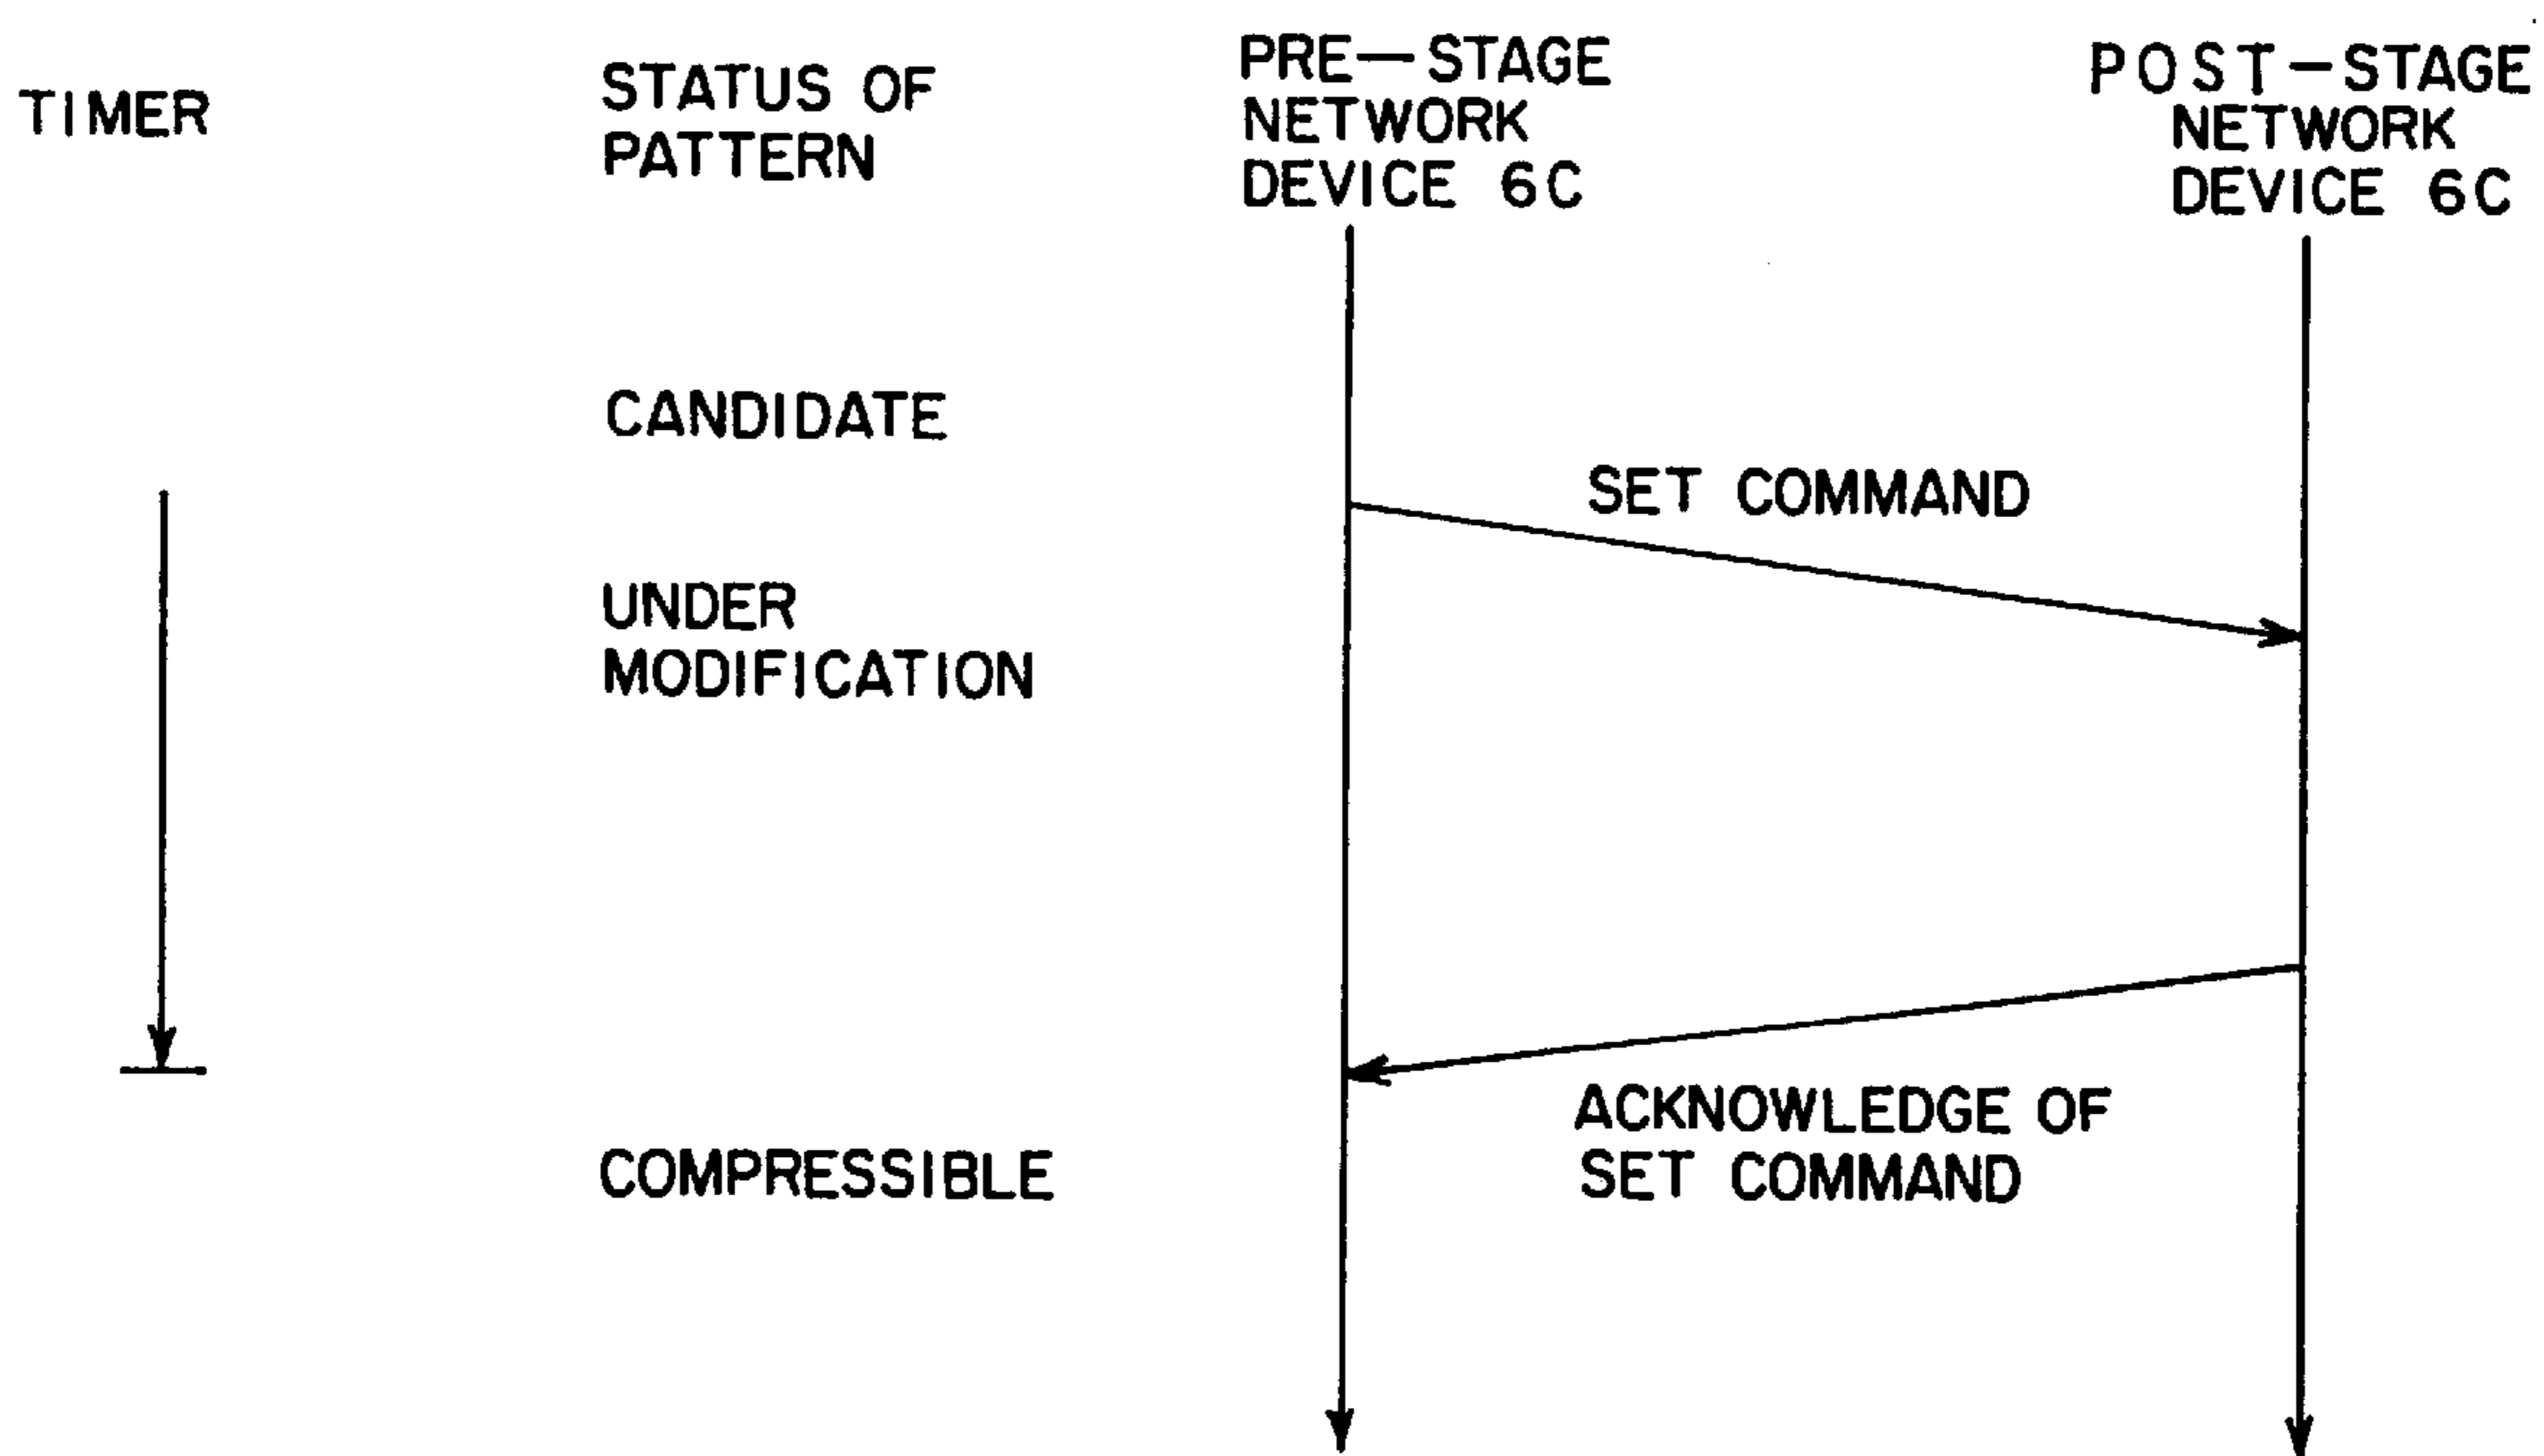 TIMER
STATUS OF
PATTERN
PRE—STAGE
NETWORK
DEVICE 6C
POST-STAGE
NETWORK
DEVICE 6C
CANDIDATE
SET COMMAND
UNDER
MODIFICATION
ACKNOWLEDGE OF
SET COMMAND
COMPRESSIBLE